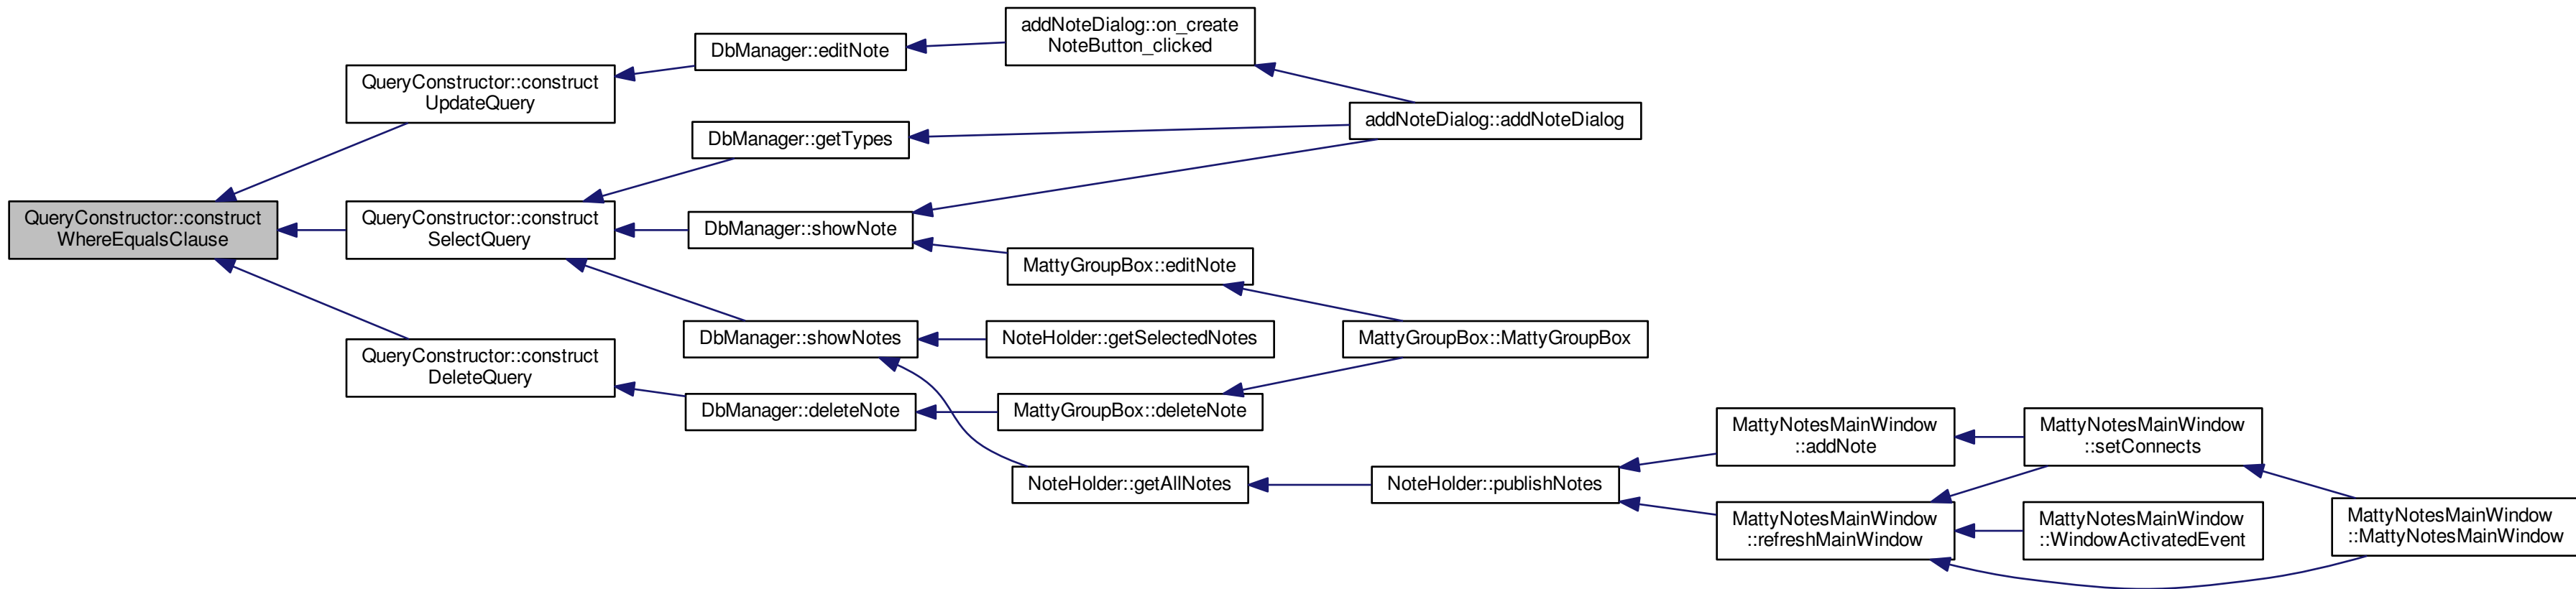 QueryConstructor::construct
WhereEqualsClause
QueryConstructor::construct
UpdateQuery
QueryConstructor::construct
SelectQuery
QueryConstructor::construct
DeleteQuery
DbManager::editNote
DbManager::getTypes
DbManager::showNote
DbManager::showNotes
DbManager::deleteNote
addNoteDialog::on_create
NoteButton_clicked
MattyGroupBox::editNote
NoteHolder::getSelectedNotes
MattyGroupBox::deleteNote
NoteHolder::getAllNotes
addNoteDialog::addNoteDialog
MattyGroupBox::MattyGroupBox
NoteHolder::publishNotes
MattyNotesMainWindow
::addNote
MattyNotesMainWindow
::refreshMainWindow
MattyNotesMainWindow
::setConnects
MattyNotesMainWindow
::WindowActivatedEvent
MattyNotesMainWindow
::MattyNotesMainWindow